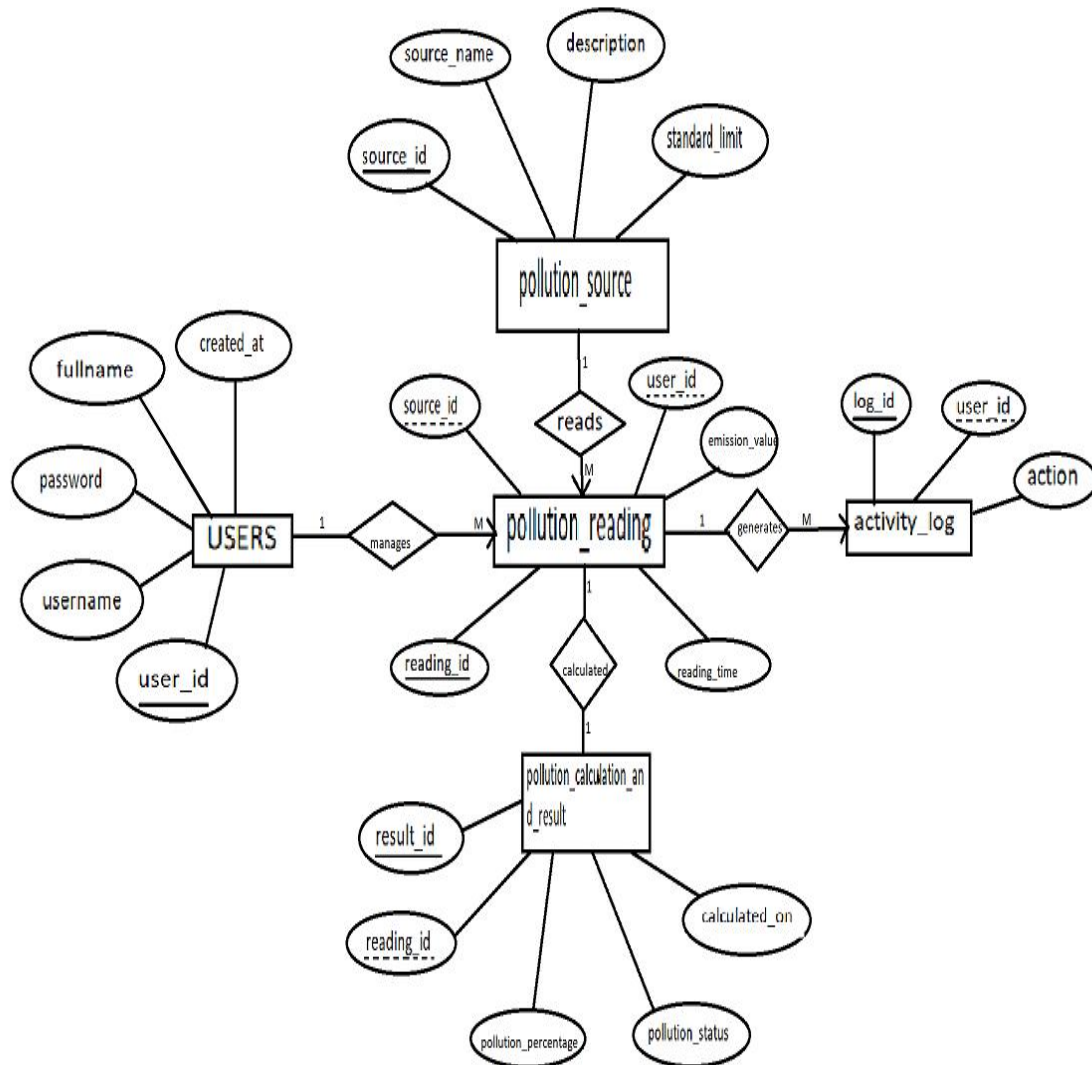 source_name
description
source_id
standard_limit
pollution_source
created_at
fullname
1
source_id
user_id
log_id
user_id
reads
emission_value
action
password
M
USERS
1
manages
M
pollution_reading
1
generates
M
activity_log
username
1
user_id
reading_id
calculated
reading_time
1
pollution_calculation_an
d_result
result_id
reading_id
calculated_on
pollution_percentage
pollution_status